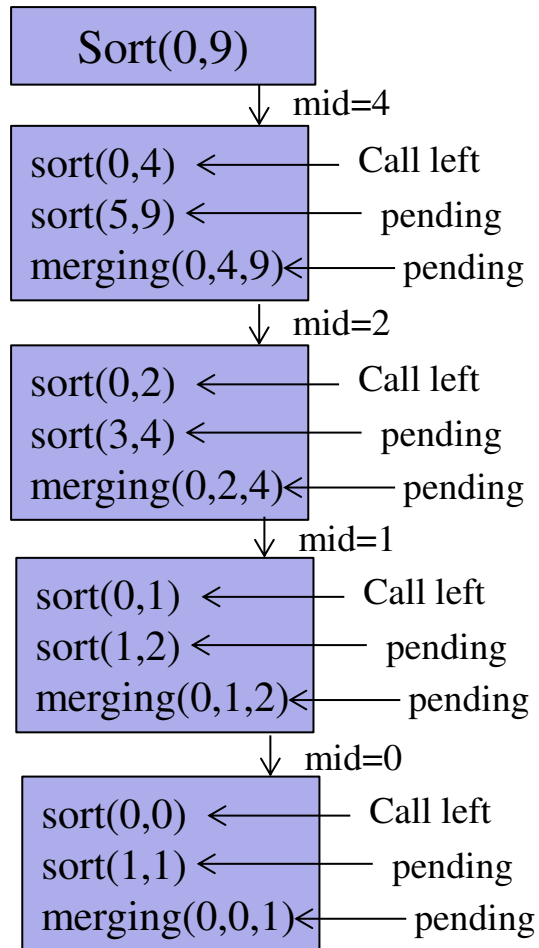 Sort(0,9)
mid=4
sort(0,4) Call left
sort(5,9) pending
merging(0,4,9) pending
mid=2
sort(0,2) Call left
sort(3,4) pending
merging(0,2,4) pending
mid=1
sort(0,1) Call left
sort(1,2) pending
merging(0,1,2) pending
mid=0
sort(0,0) Call left
sort(1,1) pending
merging(0,0,1) pending